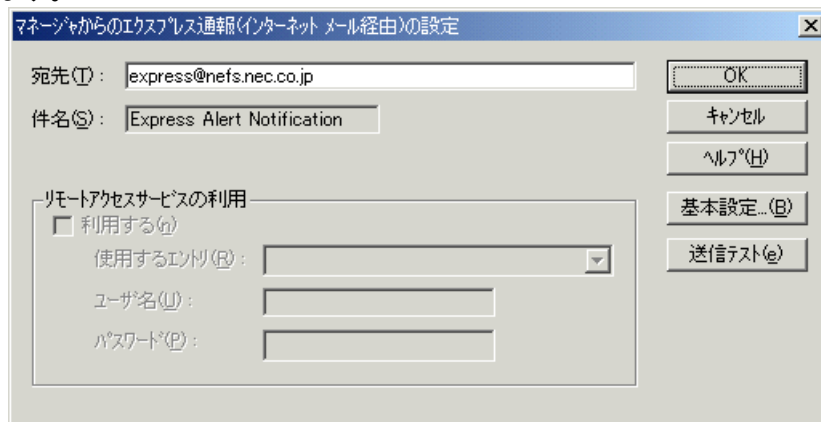 マネージャからのエクスプレス通報(インターネット メール経由)の設定
宛先(T): express@nefs.nec.co.jp
OK
件名(S): Express Alert Notification
キャンセル
ヘルプ(H)
リモートアクセスサービスの利用
利用する(n)
基本設定...(B)
使用するエントリ(R):
送信テスト(e)
ユーザ名(U):
パスワード(P):